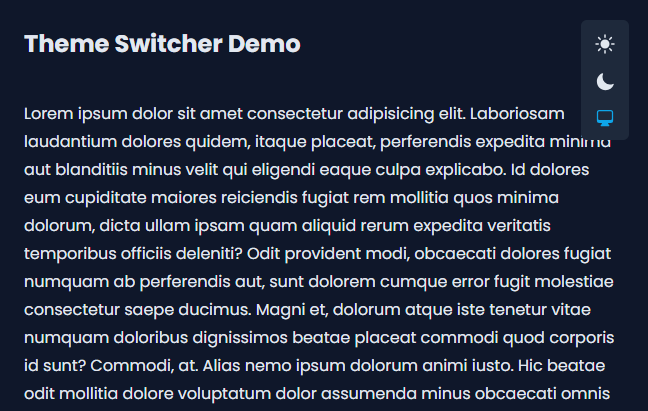 Theme Switcher Demo
Lorem ipsum dolor sit amet consectetur adipisicing elit. Laboriosam
laudantium dolores quidem, itaque placeat, perferendis expedita minima
aut blanditiis minus velit qui eligendi eaque culpa explicabo. Id dolores
eum cupiditate maiores reiciendis fugiat rem mollitia quos minima
dolorum, dicta ullam ipsam quam aliquid rerum expedita veritatis
temporibus officiis deleniti? Odit provident modi, obcaecati dolores fugiat
numquam ab perferendis aut, sunt dolorem cumque error fugit molestiae
consectetur saepe ducimus. Magni et, dolorum atque iste tenetur vitae
numquam doloribus dignissimos beatae placeat commodi quod corporis
id sunt? Commodi, at. Alias nemo ipsum dolorum animi iusto. Hic beatae
odit mollitia dolore voluptatum dolor assumenda minus obcaecati omnis